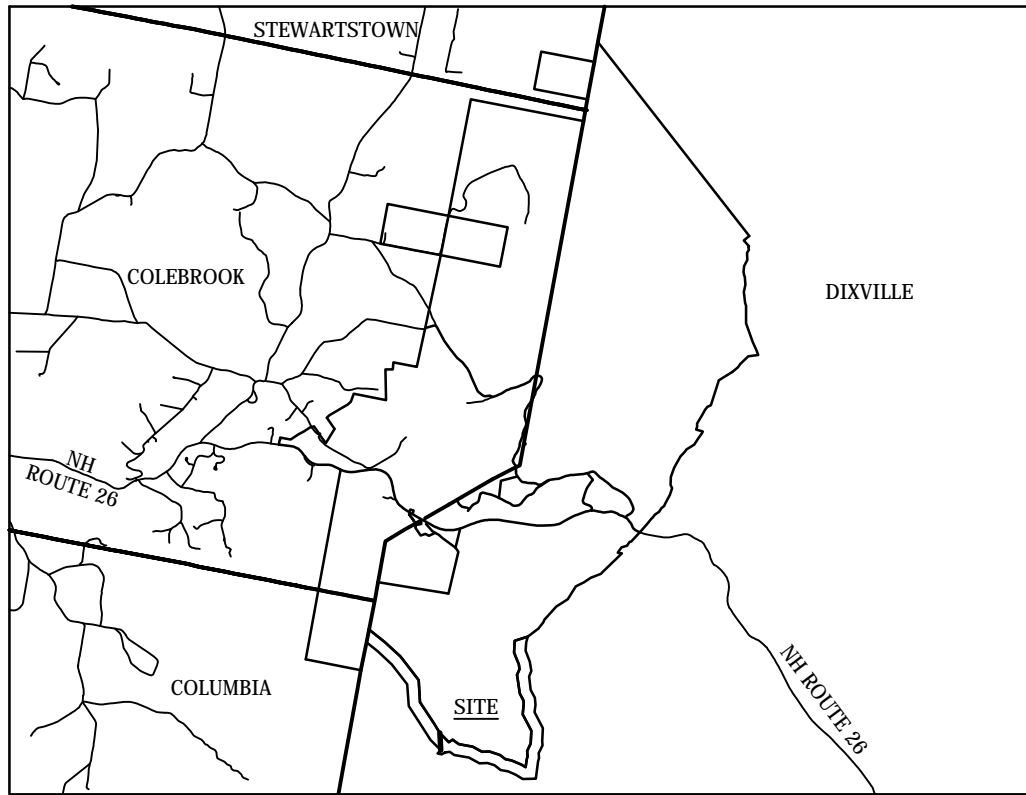 STEWARTSTOWN
COLEBROOK
DIXVILLE
NH
ROUTE 26
COLUMBIA
SITE
NH ROUTE 26